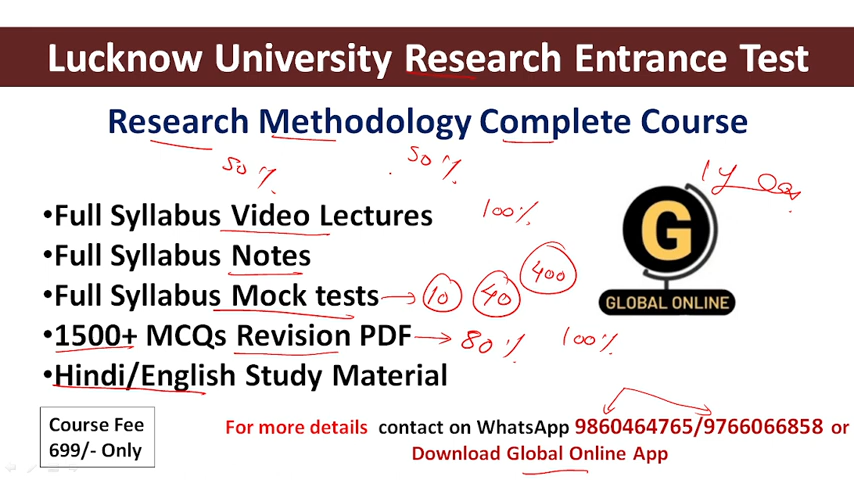 Lucknow University Research Entrance Test
Research Methodology Complete Course
50% 50%
1 Year
•Full Syllabus Video Lectures 100%
•Full Syllabus Notes
•Full Syllabus Mock tests → 10 40 400
•1500+ MCQs Revision PDF → 80% 100%
•Hindi/English Study Material
G
GLOBAL ONLINE
Course Fee
699/- Only
For more details contact on WhatsApp 9860464765/9766066858 or
Download Global Online App